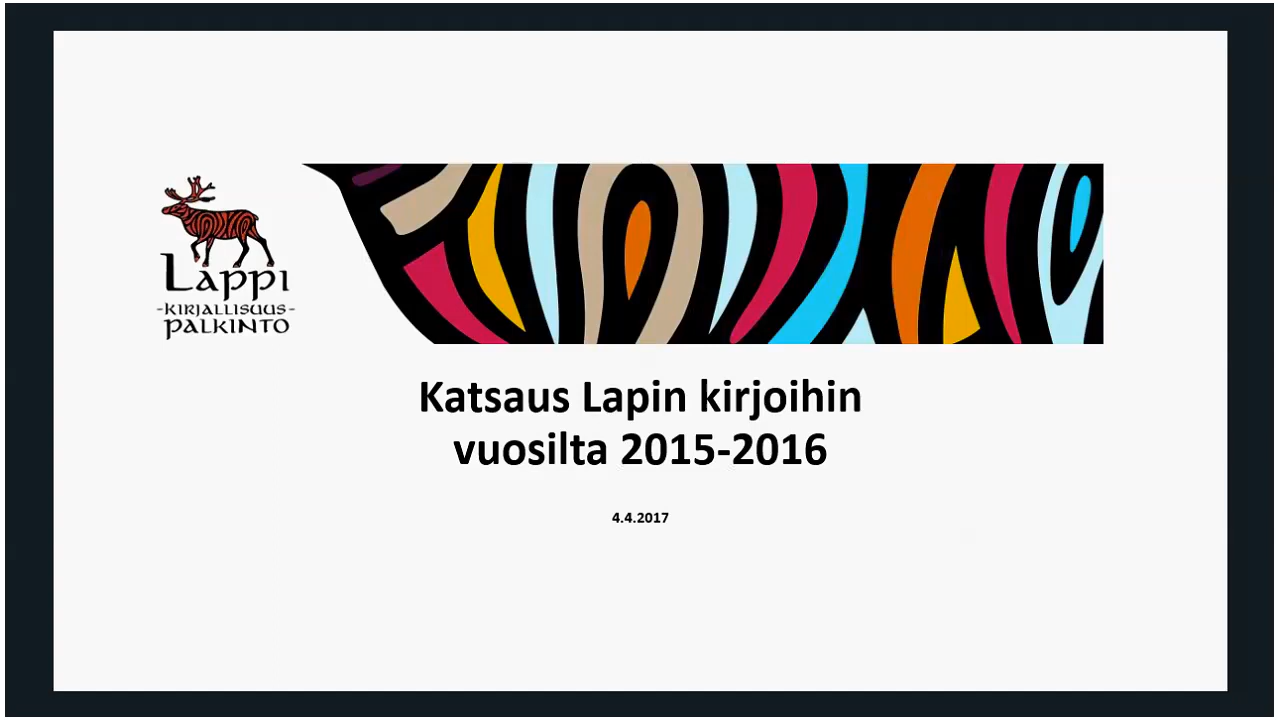 Lappi
-KIRJALLISUUS-
PALKINTO
Katsaus Lapin kirjoihin
vuosilta 2015-2016
4.4.2017